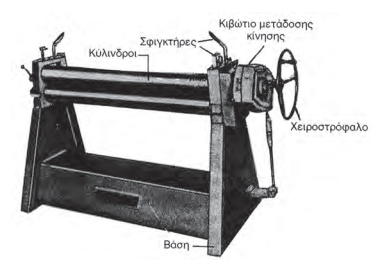 Κιβώτιο μετάδοσης
κίνησης
Σφιγκτήρες
Κύλινδροι
Χειροστρόφαλο
Βάση